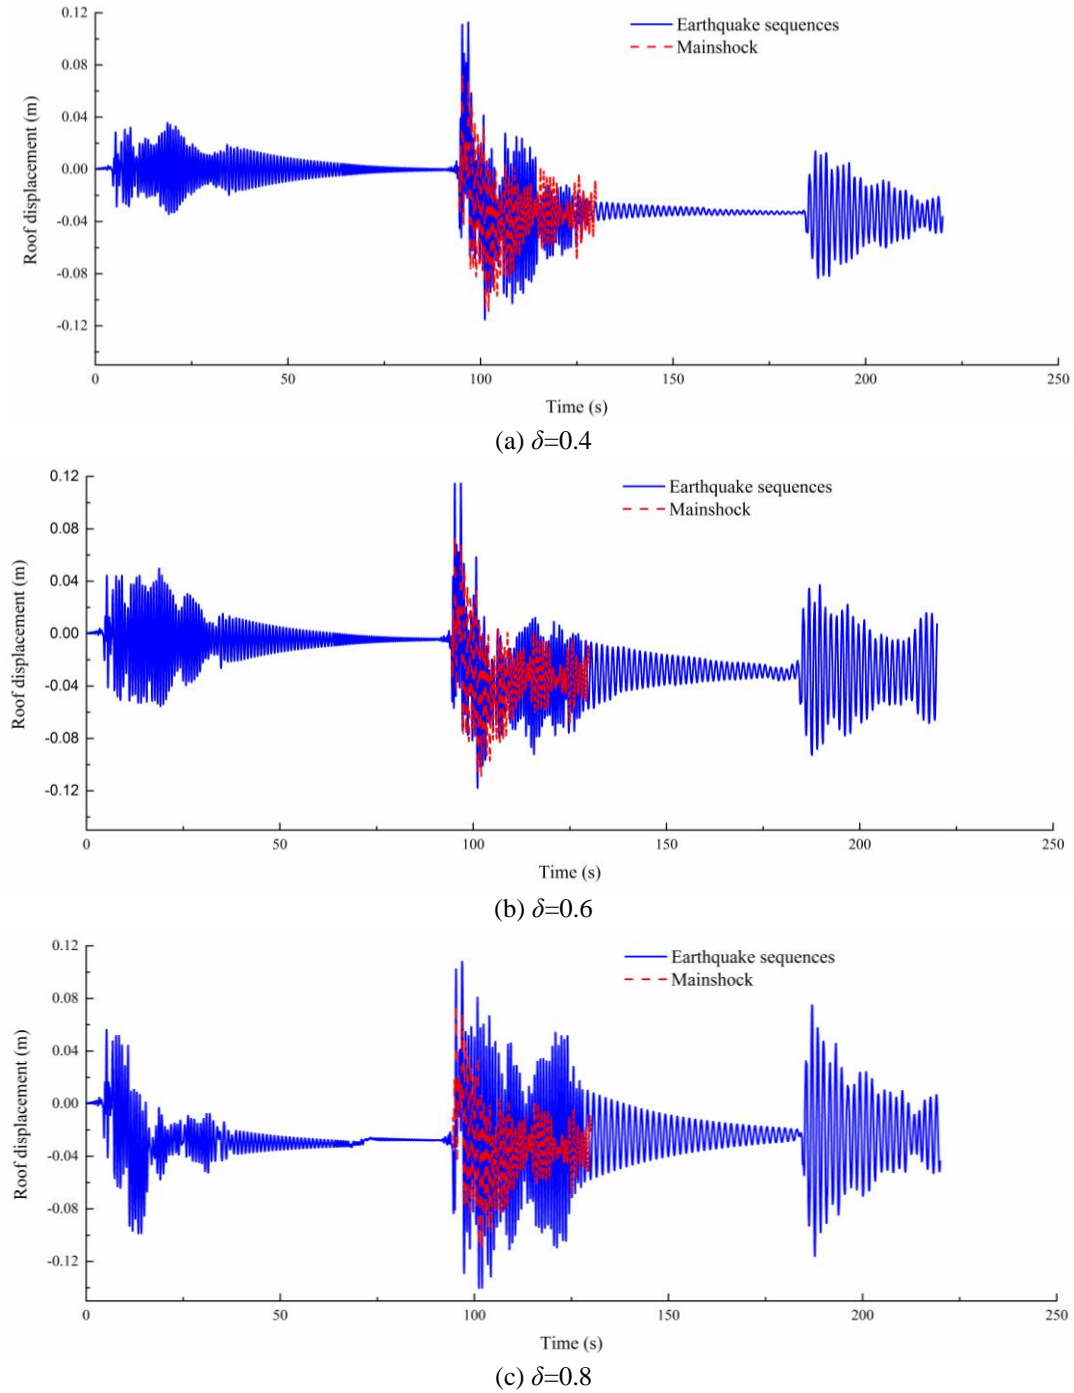 0.12
0.08
0.04
0.00
-0.04
-0.08
-0.12
Roof displacement (m)
Earthquake sequences
Mainshock
0 50 100 150 200 250
Time (s)
(a) δ=0.4
0.12
0.08
0.04
0.00
-0.04
-0.08
-0.12
Roof displacement (m)
Earthquake sequences
Mainshock
0 50 100 150 200 250
Time (s)
(b) δ=0.6
0.12
0.08
0.04
0.00
-0.04
-0.08
-0.12
Roof displacement (m)
Earthquake sequences
Mainshock
0 50 100 150 200 250
Time (s)
(c) δ=0.8